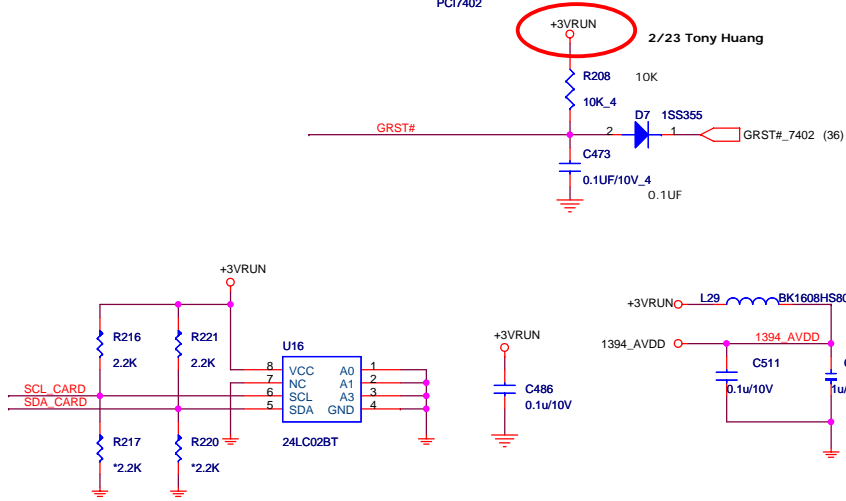 PCI7402
+3VRUN
2/23 Tony Huang
R208 10K
10K_4
D7 1SS355
GRST# 2 1 GRST#_7402 (36)
C473
0.1UF/10V_4
0.1UF
+3VRUN
R216 R221
2.2K 2.2K
U16
8 VCC A0 1
7 NC A1 2
6 SCL A3 3
5 SDA GND 4
24LC02BT
SCL_CARD
SDA_CARD
R217 R220
*2.2K *2.2K
+3VRUN
C486
0.1u/10V
+3VRUN L29 BK1608HS80
1394_AVDD 1394_AVDD
C511
0.1u/10V 1u/